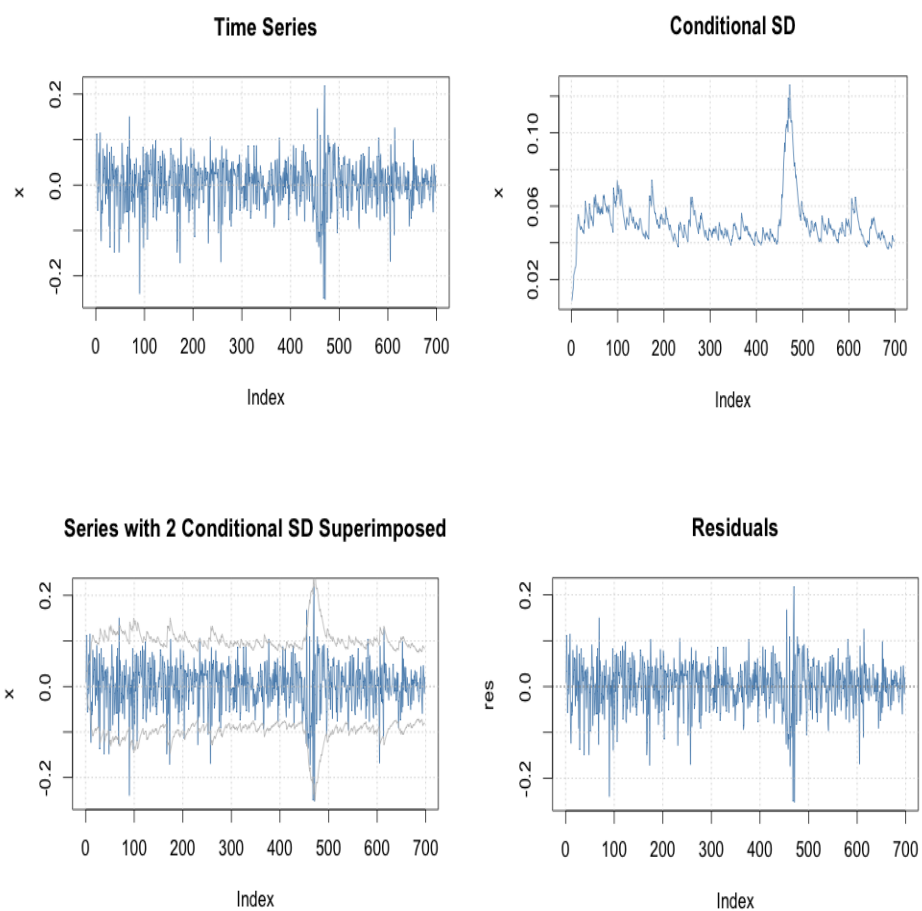 Time Series
x
0.2
0.0
-0.2
0 100 200 300 400 500 600 700
Index
Conditional SD
x
0.10
0.06
0.02
0 100 200 300 400 500 600 700
Index
Series with 2 Conditional SD Superimposed
x
0.2
0.0
-0.2
0 100 200 300 400 500 600 700
Index
Residuals
res
0.2
0.0
-0.2
0 100 200 300 400 500 600 700
Index